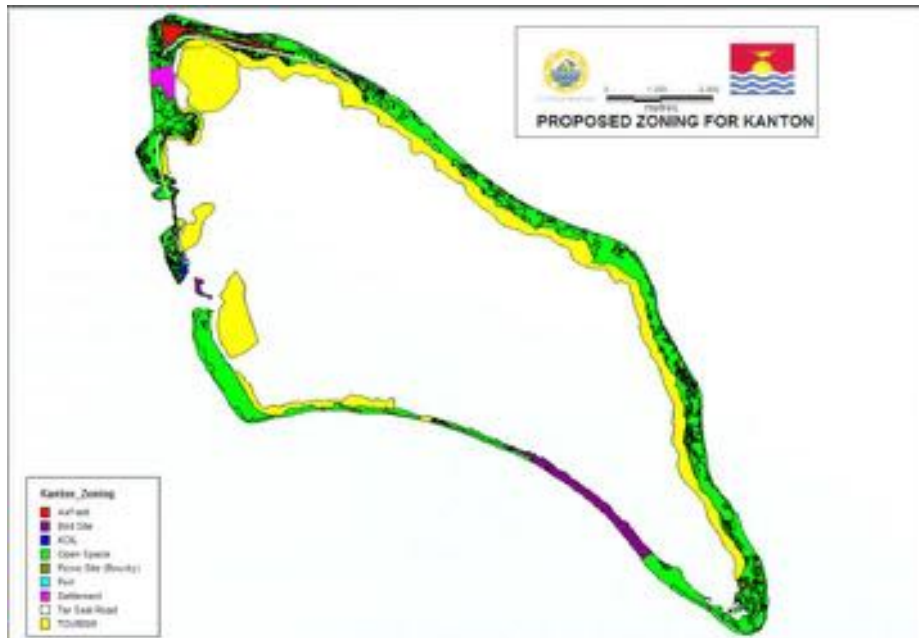 metres
PROPOSED ZONING FOR KANTON
Kanton_Zoning
Airfield
Bird Site
KOIL
Open Space
Picnic Site (Bounty)
Port
Settlement
Tar Seal Road
TOURISM